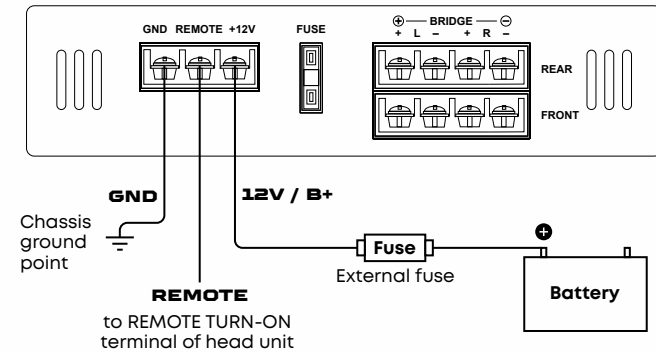 GND REMOTE +12V
FUSE
⊕ — BRIDGE — ⊖
+ L − + R −
REAR
FRONT
GND
12V / B+
Chassis
ground
point
Fuse
External fuse
+
Battery
REMOTE
to REMOTE TURN-ON
terminal of head unit